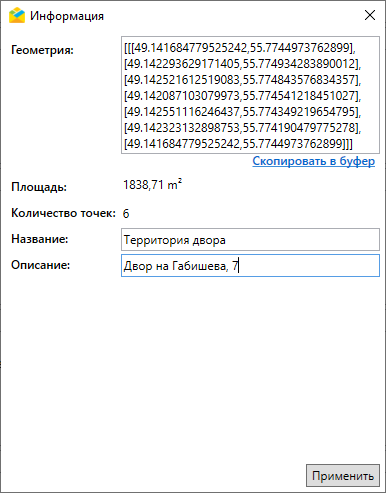 Информация
Геометрия:
[[[49.141684779525242,55.7744973762899],
[49.142293629171405,55.774934283890012],
[49.142521612519083,55.774843576834357],
[49.142087103079973,55.774541218451027],
[49.142551116246437,55.774349219654795],
[49.142323132898753,55.774190479775278],
[49.141684779525242,55.7744973762899]]]
Скопировать в буфер
Площадь: 1838,71 m²
Количество точек: 6
Название: Территория двора
Описание: Двор на Габишева, 7
Применить